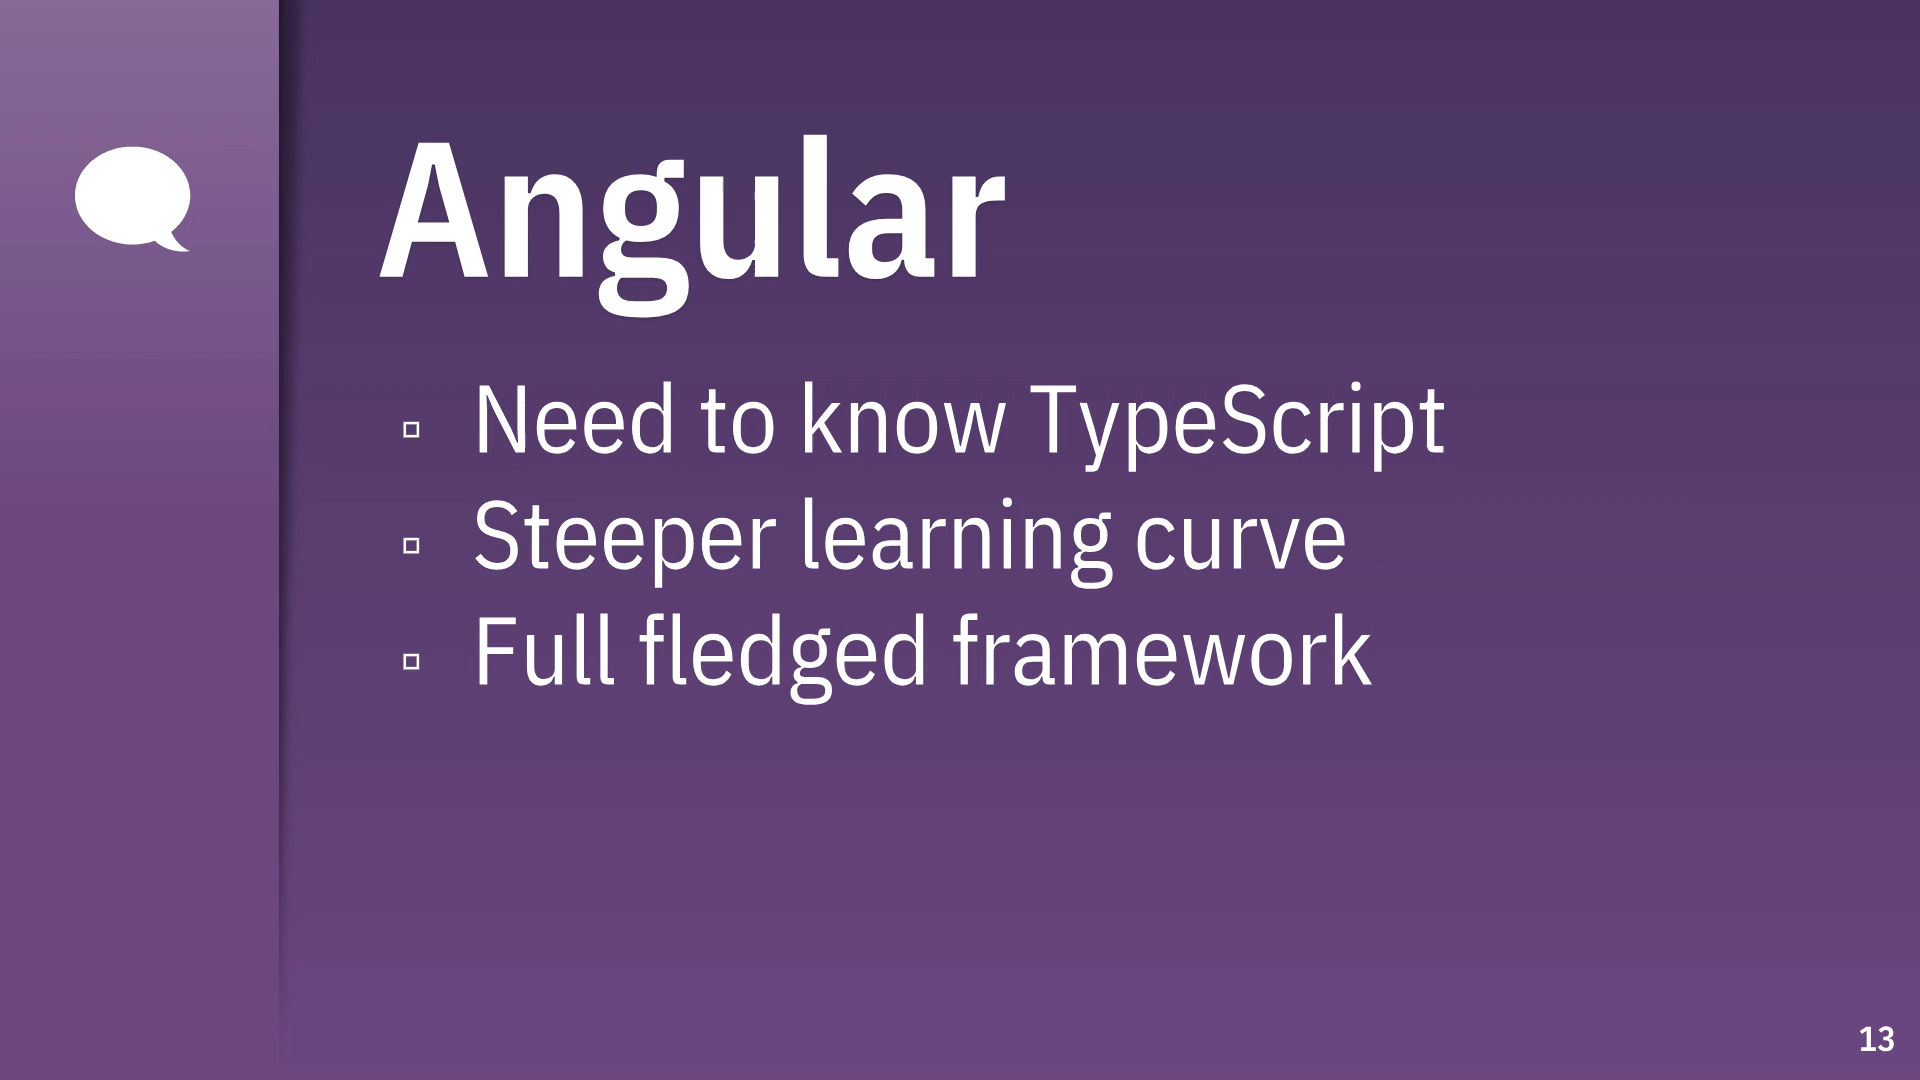 Angular
▫ Need to know TypeScript
▫ Steeper learning curve
▫ Full fledged framework
13